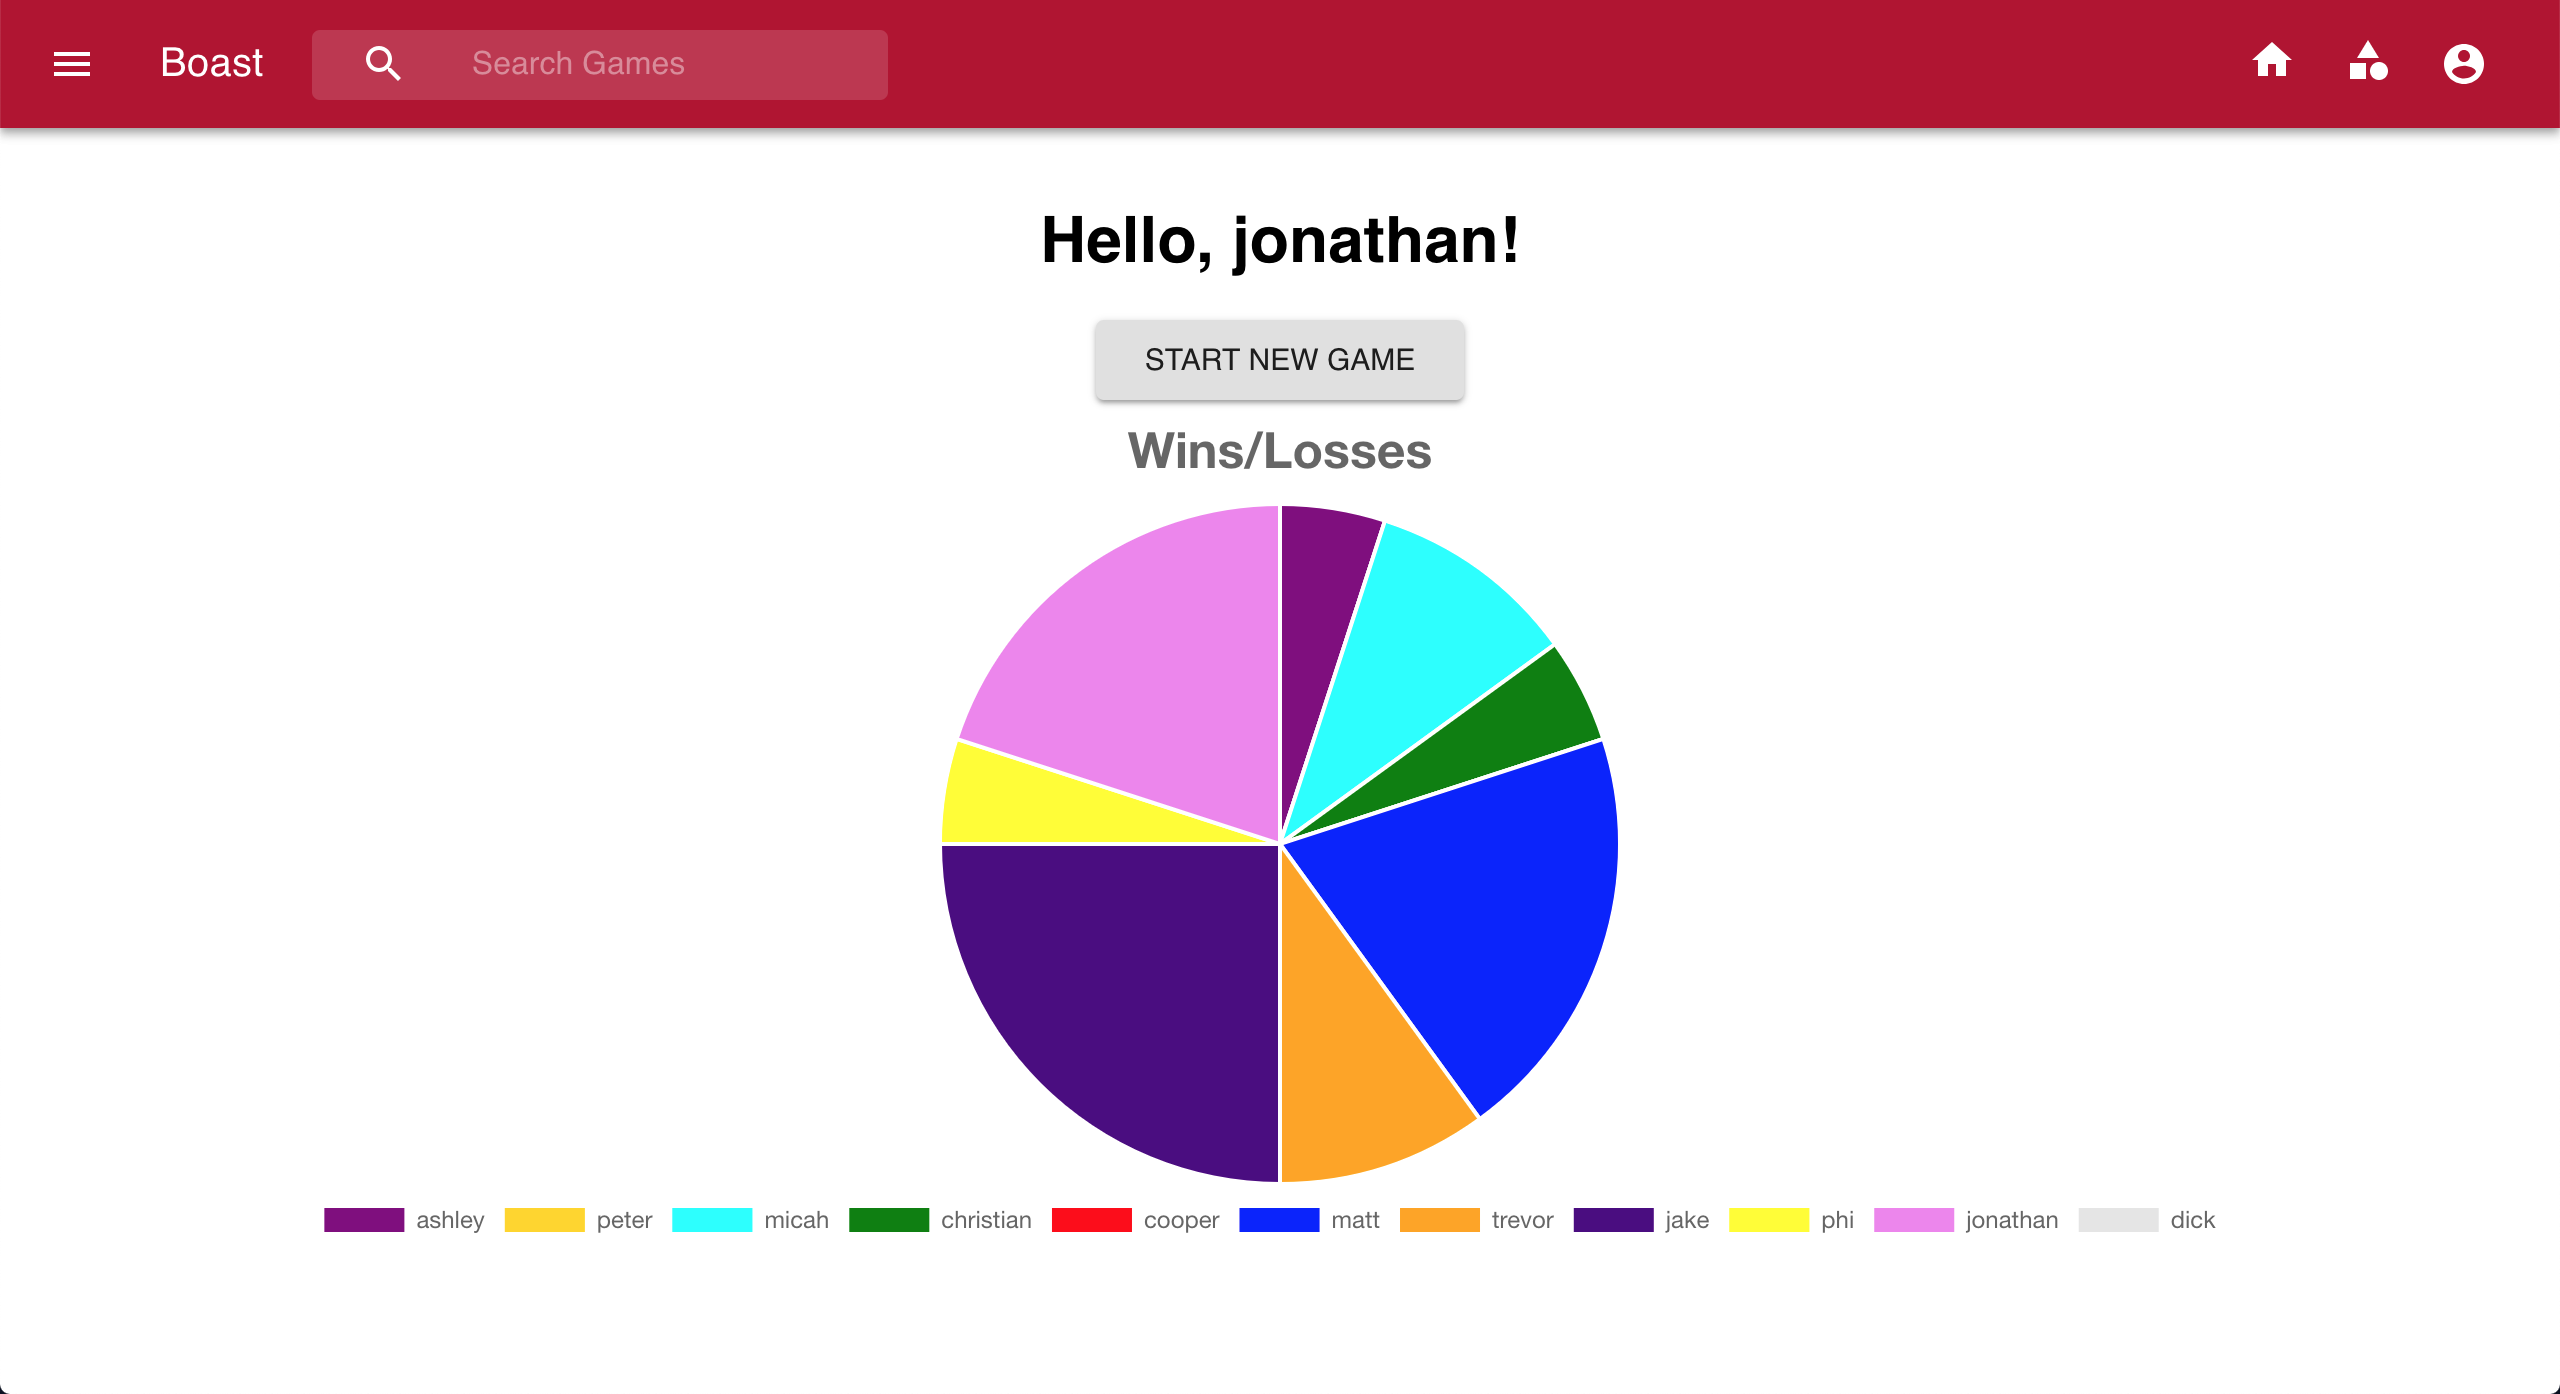 Boast Search Games
Hello, jonathan!
START NEW GAME
Wins/Losses
ashley peter micah christian cooper matt trevor jake phi jonathan dick